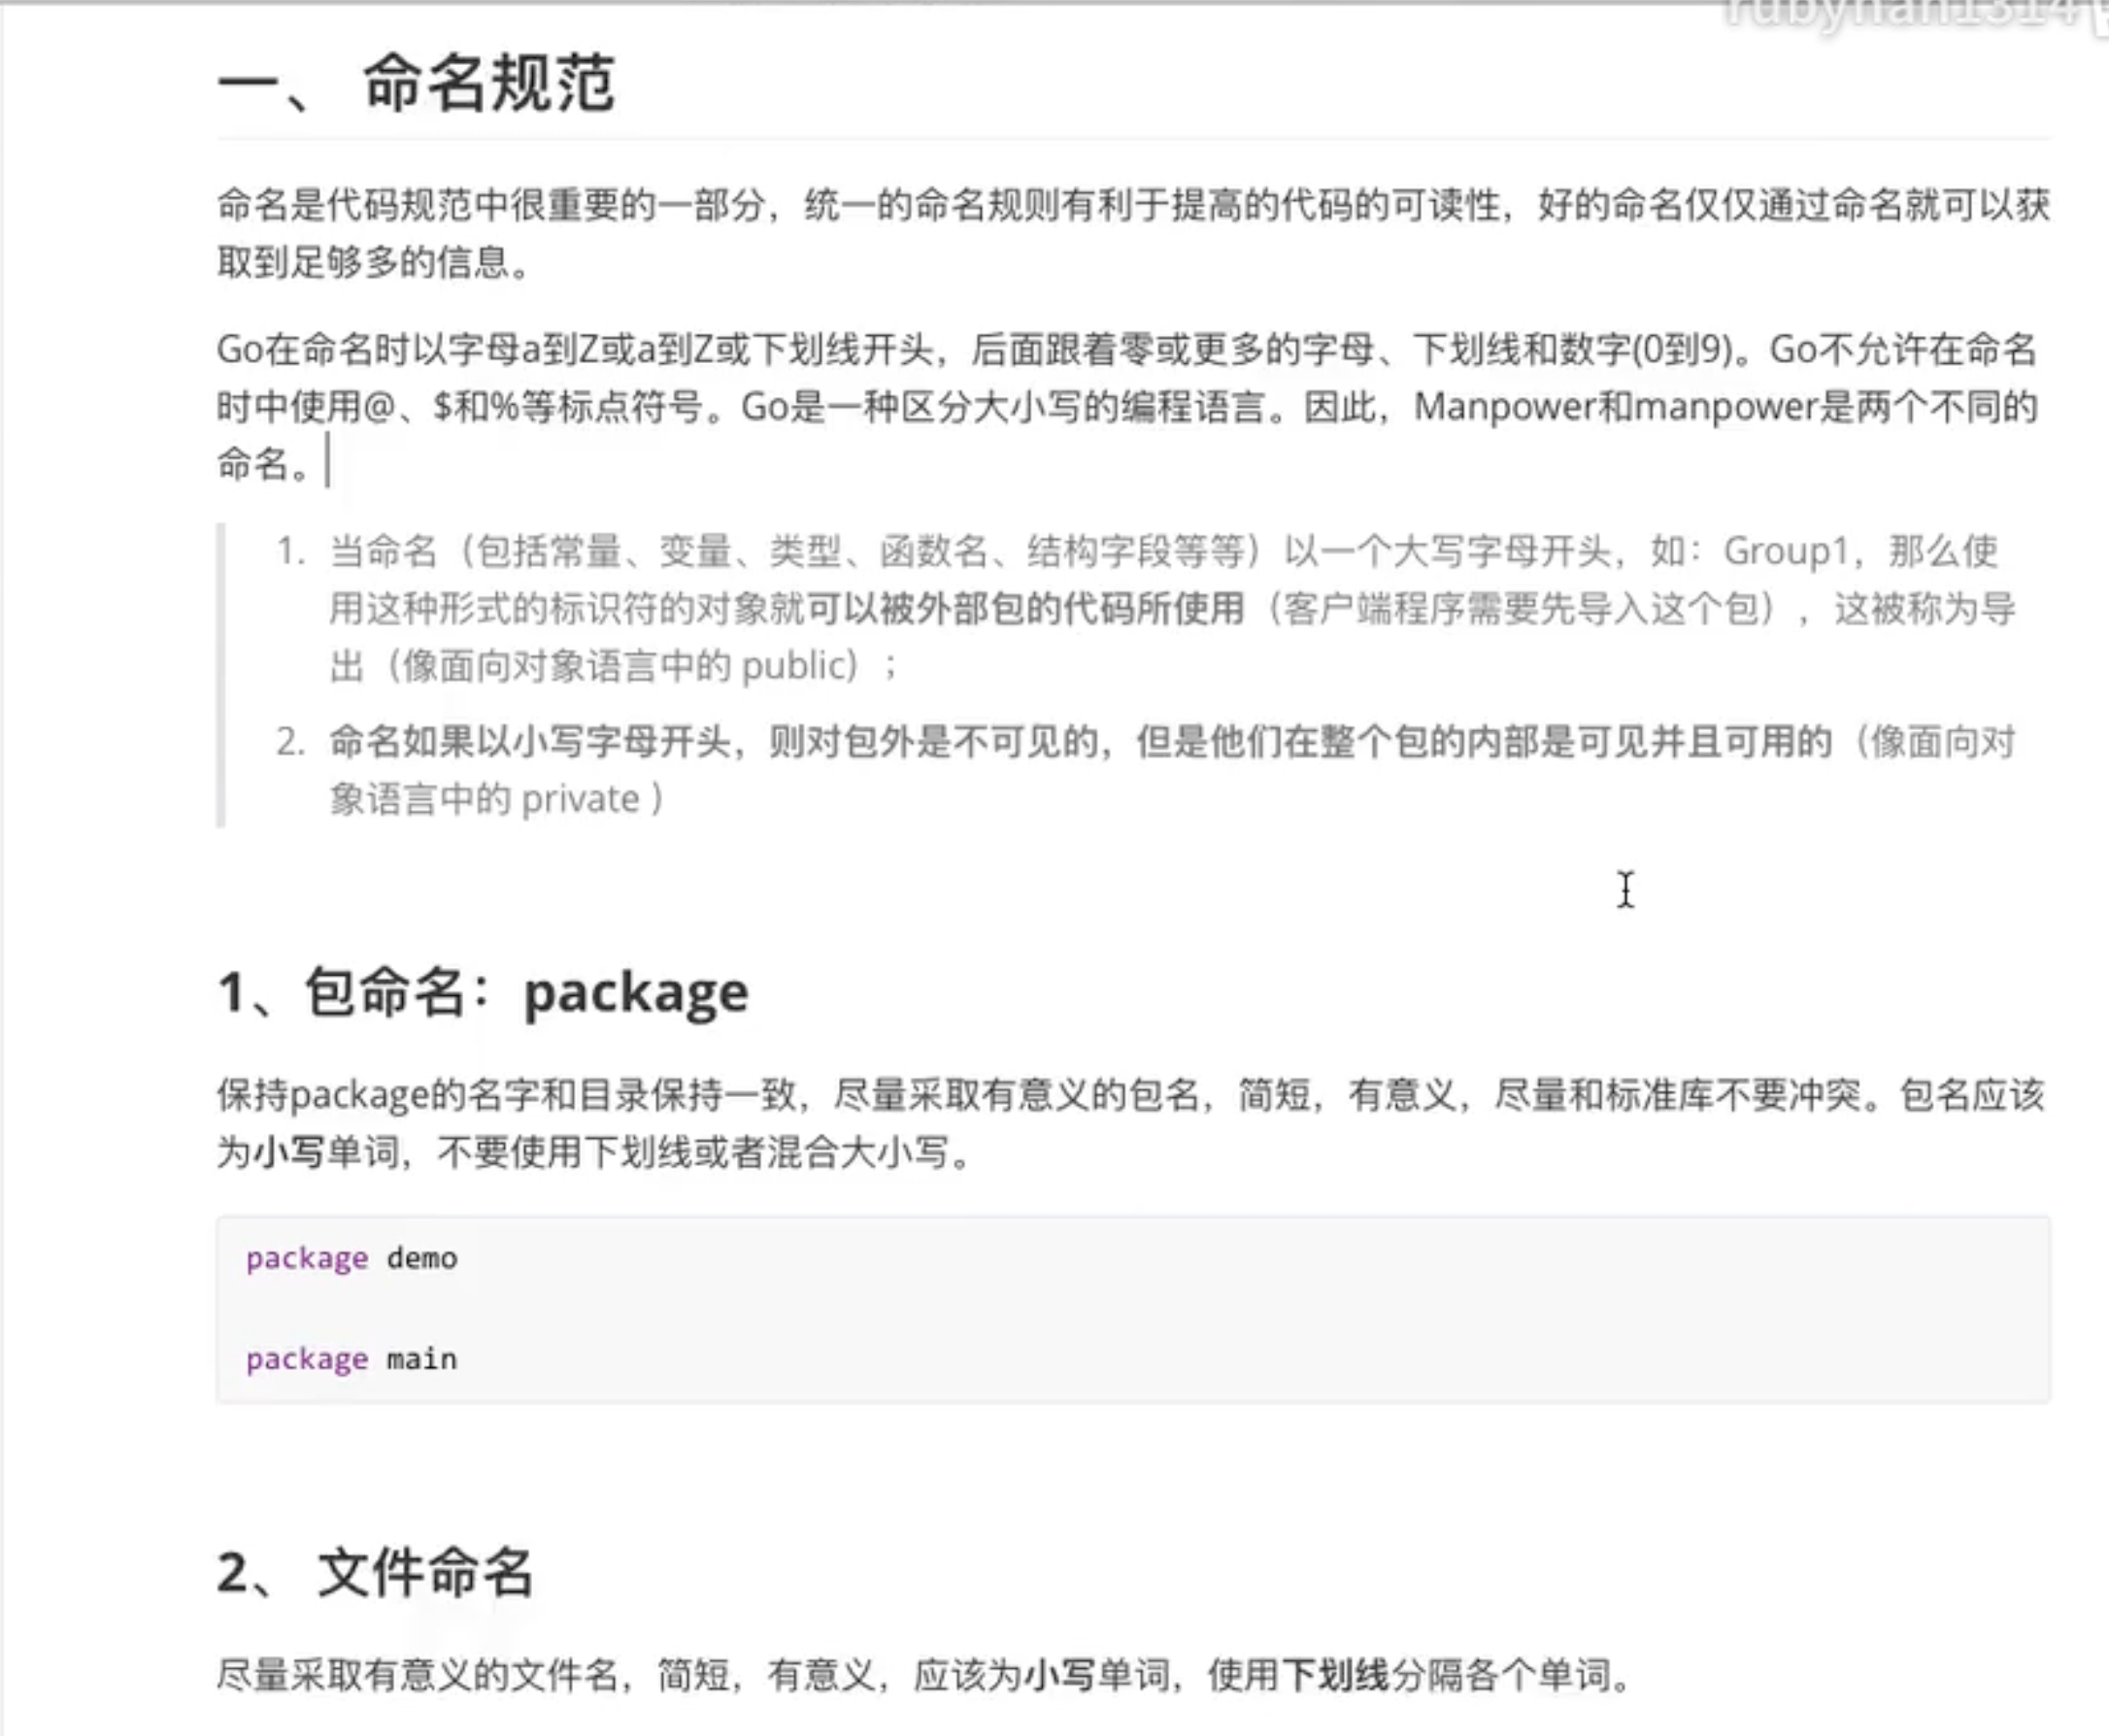 rubyhan1314
一、 命名规范
命名是代码规范中很重要的一部分，统一的命名规则有利于提高的代码的可读性，好的命名仅仅通过命名就可以获
取到足够多的信息。
Go在命名时以字母a到Z或a到Z或下划线开头，后面跟着零或更多的字母、下划线和数字(0到9)。Go不允许在命名
时中使用@、$和%等标点符号。Go是一种区分大小写的编程语言。因此，Manpower和manpower是两个不同的
命名。
1. 当命名（包括常量、变量、类型、函数名、结构字段等等）以一个大写字母开头，如：Group1，那么使
用这种形式的标识符的对象就可以被外部包的代码所使用（客户端程序需要先导入这个包），这被称为导
出（像面向对象语言中的 public）；
2. 命名如果以小写字母开头，则对包外是不可见的，但是他们在整个包的内部是可见并且可用的（像面向对
象语言中的 private ）
1、包命名：package
保持package的名字和目录保持一致，尽量采取有意义的包名，简短，有意义，尽量和标准库不要冲突。包名应该
为小写单词，不要使用下划线或者混合大小写。
package demo
package main
2、 文件命名
尽量采取有意义的文件名，简短，有意义，应该为小写单词，使用下划线分隔各个单词。